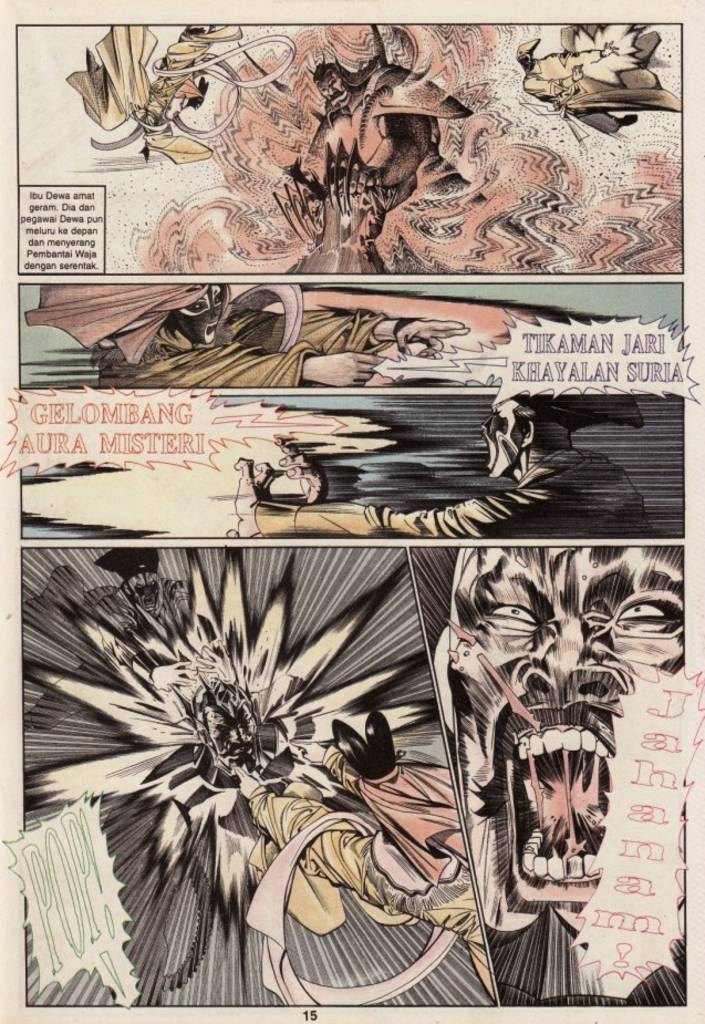 Ibu Dewa amat
geram. Dia dan
pegawai Dewa pun
meluru ke depan
dan menyerang
Pembantai Waja
dengan serentak.
TIKAMAN JARI
KHAYALAN SURIA
GELOMBANG
AURA MISTERI
POP!
Jahanam!
15